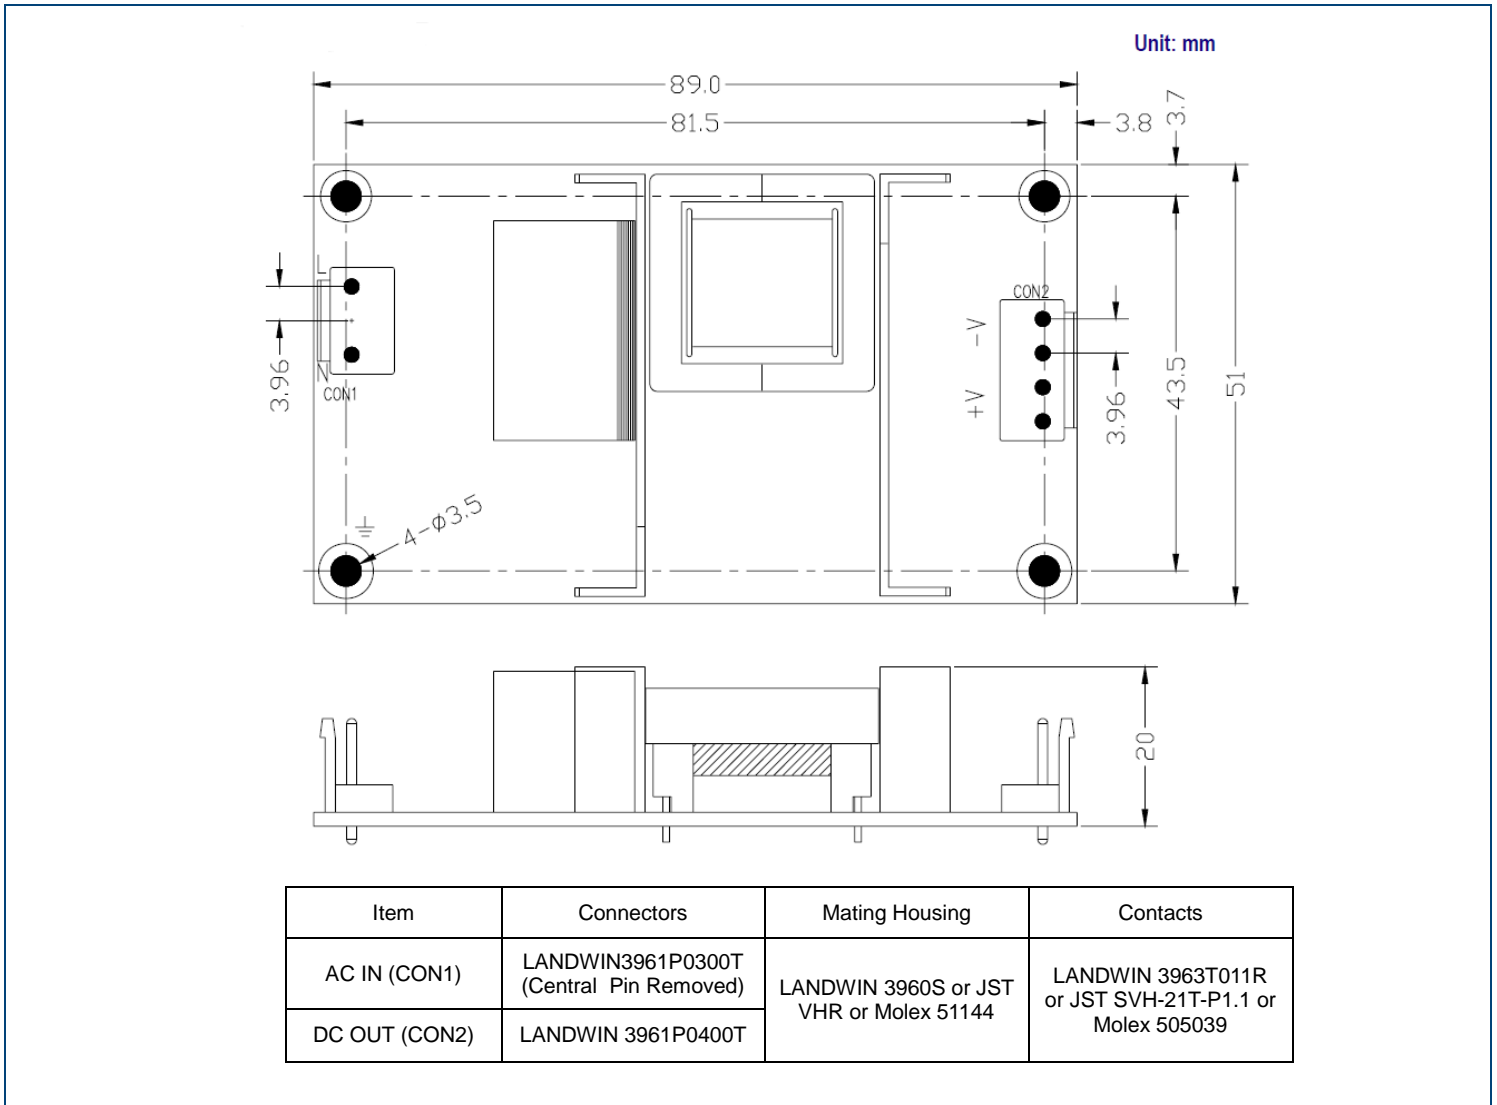 Unit: mm
89.0
81.5
3.8
3.7
L
3.96
N
CON1
CON2
-V
+V
3.96
43.5
51
4-ø3.5
20
Item
Connectors
Mating Housing
Contacts
AC IN (CON1)
LANDWIN3961P0300T
(Central Pin Removed)
LANDWIN 3960S or JST
VHR or Molex 51144
LANDWIN 3963T011R
or JST SVH-21T-P1.1 or
Molex 505039
DC OUT (CON2)
LANDWIN 3961P0400T